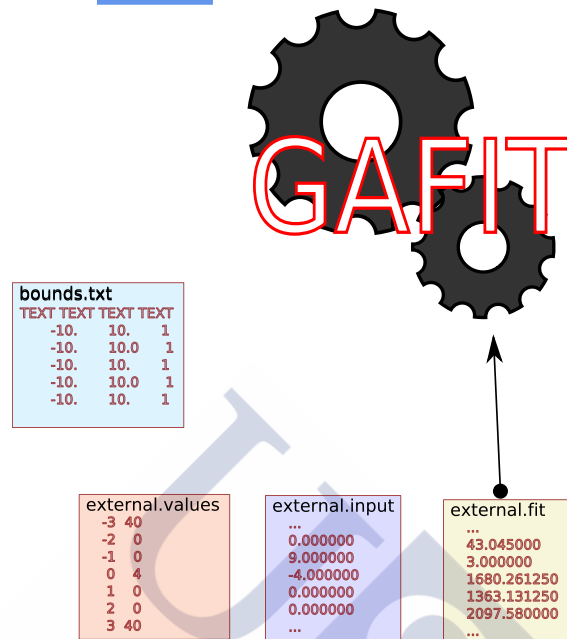 GAFIT
bounds.txt
TEXT TEXT TEXT TEXT
-10. 10. 1
-10. 10.0 1
-10. 10. 1
-10. 10.0 1
-10. 10. 1
external.values
-3 40
-2 0
-1 0
0 4
1 0
2 0
3 40
external.input
...
0.000000
9.000000
-4.000000
0.000000
0.000000
...
external.fit
...
43.045000
3.000000
1680.261250
1363.131250
2097.580000
...